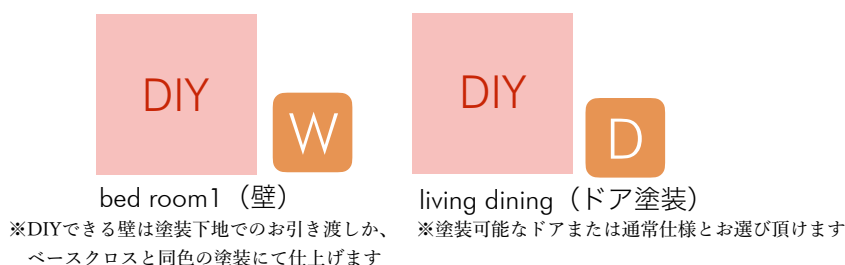 DIY
W
bed room1（壁）
※DIYできる壁は塗装下地でのお引き渡しか、
ベースクロスと同色の塗装にて仕上げます
DIY
D
living dining（ドア塗装）
※塗装可能なドアまたは通常仕様とお選び頂けます